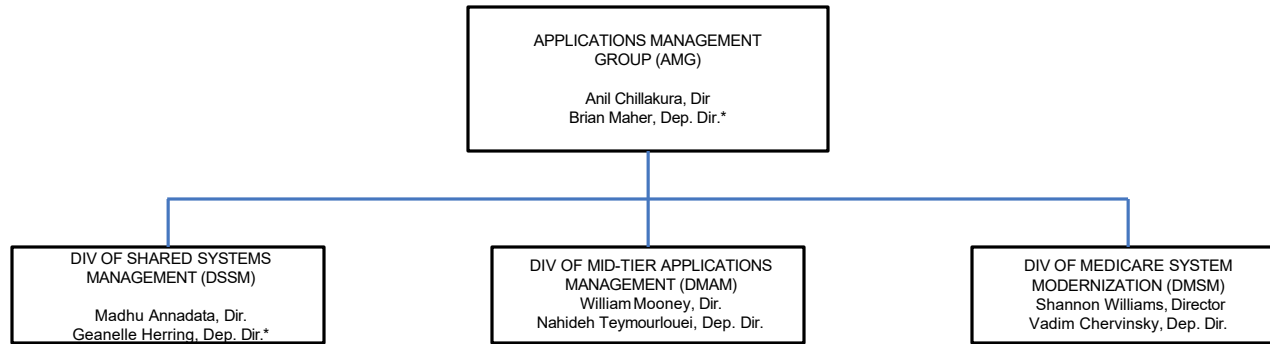 APPLICATIONS MANAGEMENT
GROUP (AMG)
Anil Chillakura, Dir
Brian Maher, Dep. Dir.*
DIV OF SHARED SYSTEMS
MANAGEMENT (DSSM)
Madhu Annadata, Dir.
Geanelle Herring, Dep. Dir.*
DIV OF MID-TIER APPLICATIONS
MANAGEMENT (DMAM)
William Mooney, Dir.
Nahideh Teymourlouei, Dep. Dir.
DIV OF MEDICARE SYSTEM
MODERNIZATION (DMSM)
Shannon Williams, Director
Vadim Chervinsky, Dep. Dir.